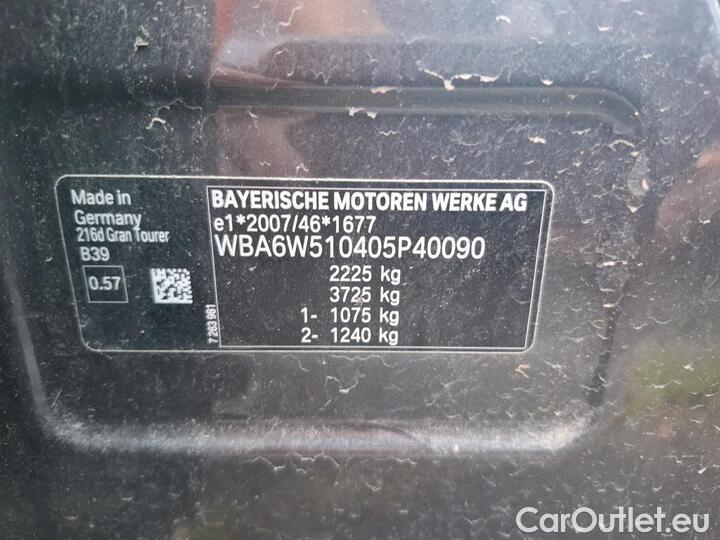 Made in
Germany
216d Gran Tourer
B39
0.57
7 263 981
BAYERISCHE MOTOREN WERKE AG
e1*2007/46*1677
WBA6W510405P40090
2225 kg
3725 kg
1- 1075 kg
2- 1240 kg
CarOutlet.eu